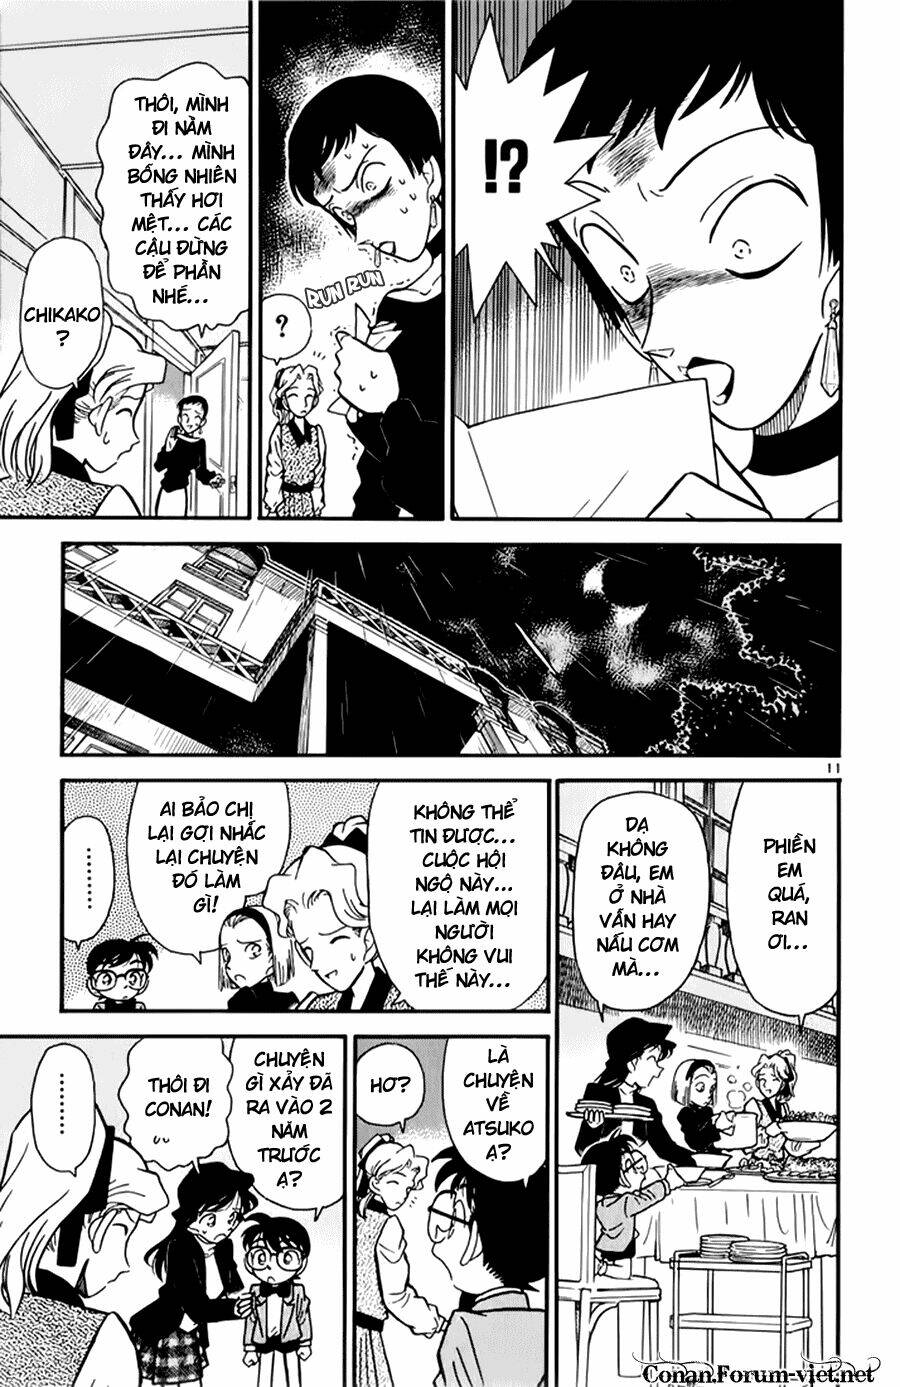 !?
RUN RUN
?
THÔI, MÌNH
ĐI NẰM
ĐÂY... MÌNH
BỖNG NHIÊN
THẤY HƠI
MỆT... CÁC
CẬU ĐỪNG
ĐỂ PHẦN
NHÉ...
CHIKAKO
?
11
PHIỀN
EM
QUÁ,
RAN
ƠI...
DẠ
KHÔNG
ĐÂU, EM
Ở NHÀ
VẪN HAY
NẤU CƠM
MÀ...
KHÔNG THỂ
TIN ĐƯỢC...
CUỘC HỘI
NGỘ NÀY...
LẠI LÀM MỌI
NGƯỜI
KHÔNG VUI
THẾ NÀY...
AI BẢO CHỊ
LẠI GỢI NHẮC
LẠI CHUYỆN
ĐÓ LÀM
GÌ!
........
LÀ
CHUYỆN
VỀ
ATSUKO
Ạ?
HƠ?
CHUYỆN
GÌ XẢY ĐÃ
RA VÀO 2
NĂM
TRƯỚC
Ạ?
THÔI ĐI
CONAN!
........
Conan.Forum-viet.net